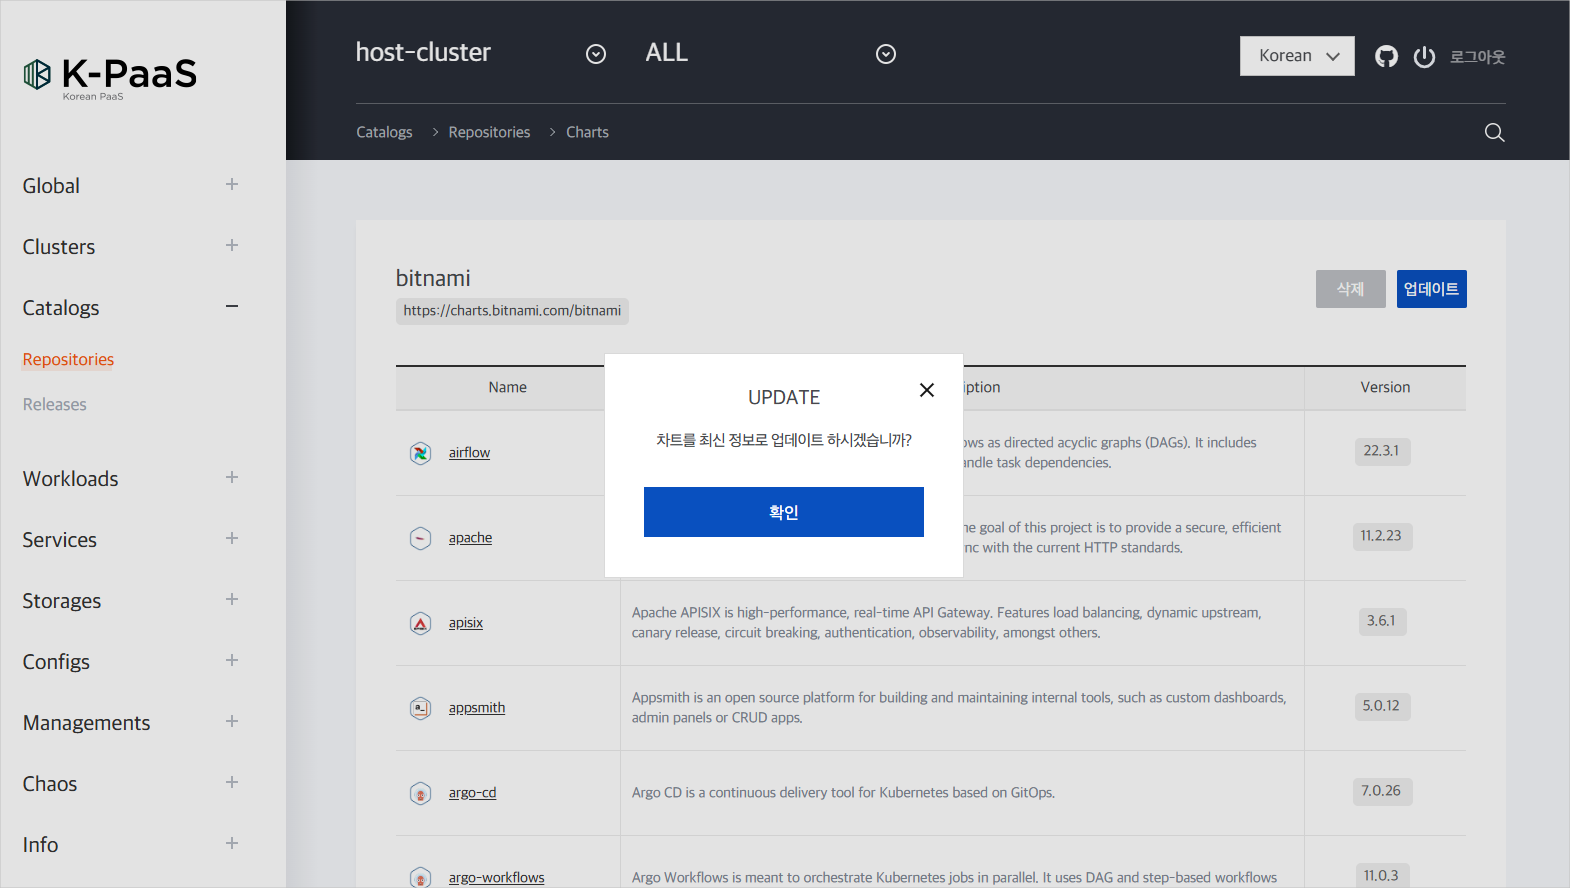 K-PaaS
Korean PaaS
host-cluster
ALL
Korean
로그아웃
Catalogs
Repositories
Charts
Global
Clusters
Catalogs
Repositories
Releases
Workloads
Services
Storages
Configs
Managements
Chaos
Info
bitnami
https://charts.bitnami.com/bitnami
삭제
업데이트
Name
iption
Version
UPDATE
차트를 최신 정보로 업데이트 하시겠습니까?
확인
airflow
ows as directed acyclic graphs (DAGs). It includes
andle task dependencies.
22.3.1
apache
he goal of this project is to provide a secure, efficient
nc with the current HTTP standards.
11.2.23
apisix
Apache APISIX is high-performance, real-time API Gateway. Features load balancing, dynamic upstream,
canary release, circuit breaking, authentication, observability, amongst others.
3.6.1
appsmith
Appsmith is an open source platform for building and maintaining internal tools, such as custom dashboards,
admin panels or CRUD apps.
5.0.12
argo-cd
Argo CD is a continuous delivery tool for Kubernetes based on GitOps.
7.0.26
argo-workflows
Argo Workflows is meant to orchestrate Kubernetes jobs in parallel. It uses DAG and step-based workflows
11.0.3